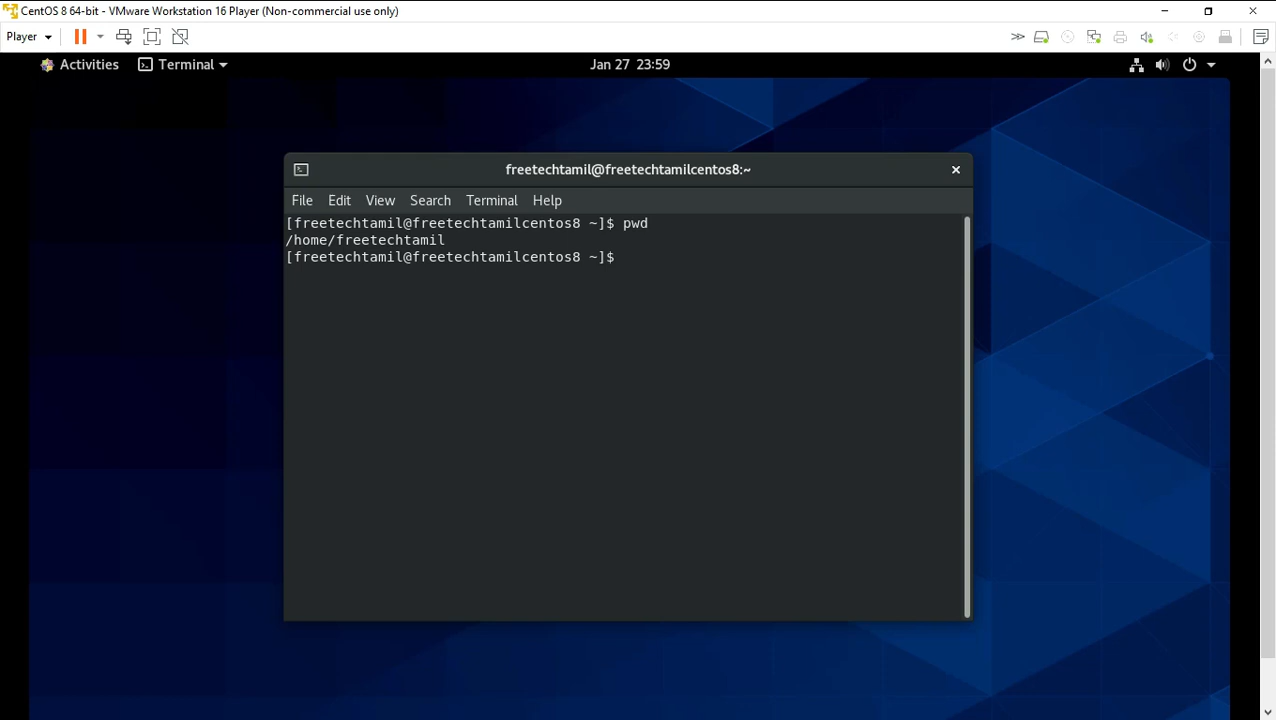 CentOS 8 64-bit - VMware Workstation 16 Player (Non-commercial use only)
Player
Activities Terminal Jan 27 23:59
freetechtamil@freetechtamilcentos8:~
File Edit View Search Terminal Help
[freetechtamil@freetechtamilcentos8 ~]$ pwd
/home/freetechtamil
[freetechtamil@freetechtamilcentos8 ~]$